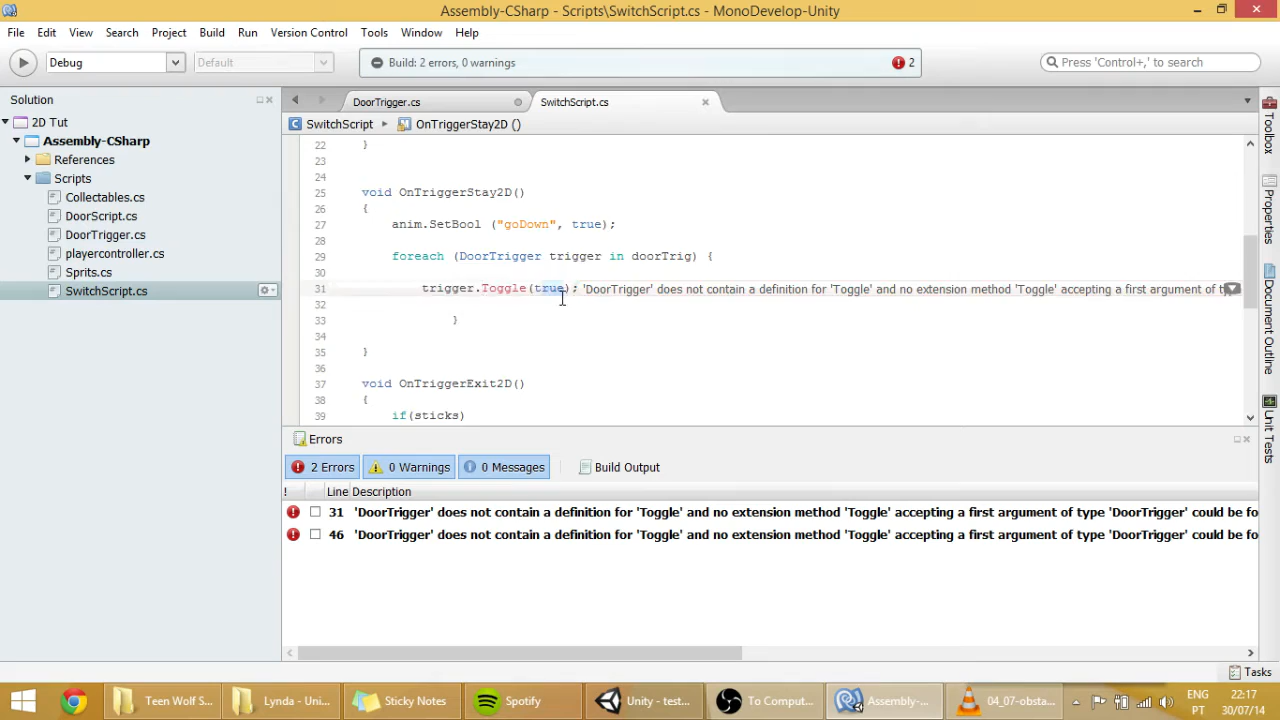 Assembly-CSharp - Scripts\SwitchScript.cs - MonoDevelop-Unity
File Edit View Search Project Build Run Version Control Tools Window Help
Debug Default Build: 2 errors, 0 warnings 2 Press 'Control+,' to search
Solution
2D Tut
Assembly-CSharp
References
Scripts
Collectables.cs
DoorScript.cs
DoorTrigger.cs
playercontroller.cs
Sprits.cs
SwitchScript.cs
DoorTrigger.cs SwitchScript.cs
SwitchScript OnTriggerStay2D ()
22 }
23
24
25 void OnTriggerStay2D()
26 {
27 anim.SetBool ("goDown", true);
28
29 foreach (DoorTrigger trigger in doorTrig) {
30
31 trigger.Toggle(true); 'DoorTrigger' does not contain a definition for 'Toggle' and no extension method 'Toggle' accepting a first argument of
32
33 }
34
35 }
36
37 void OnTriggerExit2D()
38 {
39 if(sticks)
Toolbox
Properties
Document Outline
Unit Tests
Errors
2 Errors 0 Warnings 0 Messages Build Output
! Line Description
31 'DoorTrigger' does not contain a definition for 'Toggle' and no extension method 'Toggle' accepting a first argument of type 'DoorTrigger' could be fo
46 'DoorTrigger' does not contain a definition for 'Toggle' and no extension method 'Toggle' accepting a first argument of type 'DoorTrigger' could be fo
Tasks
Teen Wolf S... Lynda - Uni... Sticky Notes Spotify Unity - test... To Comput... Assembly-... 04_07-obsta...
ENG 22:17
PT 30/07/14